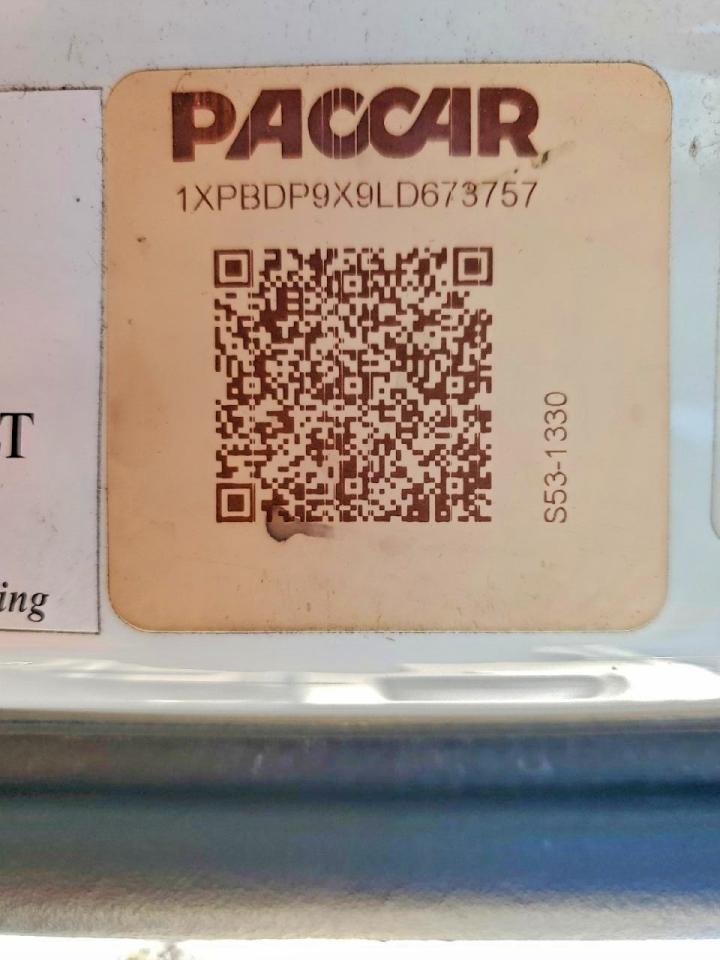 PACCAR
1XPBDP9X9LD673757
S53-1330
T
ing